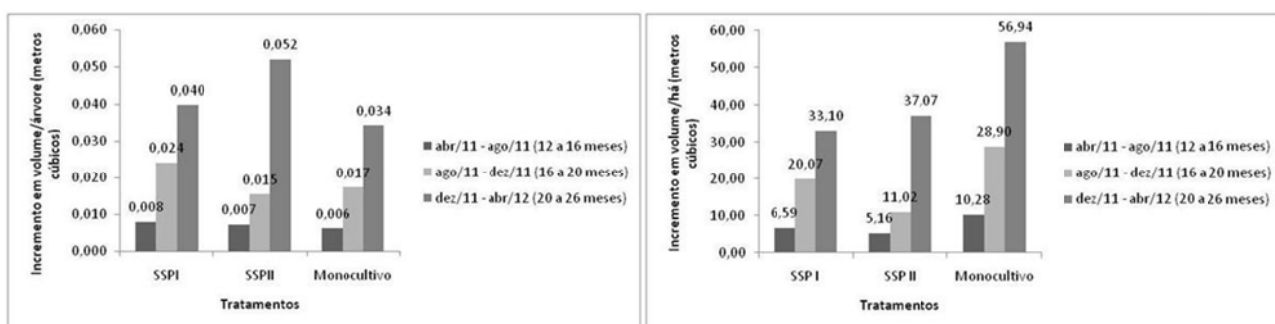 Incremento em volume/árvore (metros
cúbicos)
0,060
0,050
0,040
0,030
0,020
0,010
0,000
0,008
0,024
0,040
0,007
0,015
0,052
0,006
0,017
0,034
SSPI
SSPII
Monocultivo
Tratamentos
abr/11 - ago/11 (12 a 16 meses)
ago/11 - dez/11 (16 a 20 meses)
dez/11 - abr/12 (20 a 26 meses)
Incremento em volume/há (metros
cúbicos)
60,00
50,00
40,00
30,00
20,00
10,00
0,00
6,59
20,07
33,10
5,16
11,02
37,07
10,28
28,90
56,94
SSP I
SSP II
Monocultivo
Tratamentos
abr/11 - ago/11 (12 a 16 meses)
ago/11 - dez/11 (16 a 20 meses)
dez/11 - abr/12 (20 a 26 meses)